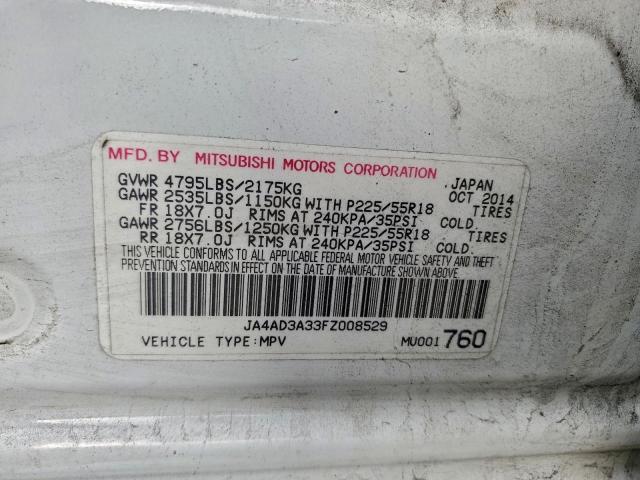 MFD. BY MITSUBISHI MOTORS CORPORATION JAPAN
GVWR 4795LBS/2175KG OCT 2014
GAWR 2535LBS/1150KG WITH P225/55R18 TIRES
FR 18X7.0J RIMS AT 240KPA/35PSI COLD.
GAWR 2756LBS/1250KG WITH P225/55R18 TIRES
RR 18X7.0J RIMS AT 240KPA/35PSI COLD.
THIS VEHICLE CONFORMS TO ALL APPLICABLE FEDERAL MOTOR VEHICLE SAFETY AND THEFT
PREVENTION STANDARDS IN EFFECT ON THE DATE OF MANUFACTURE SHOWN ABOVE.
JA4AD3A33FZ008529
VEHICLE TYPE:MPV MU001 760